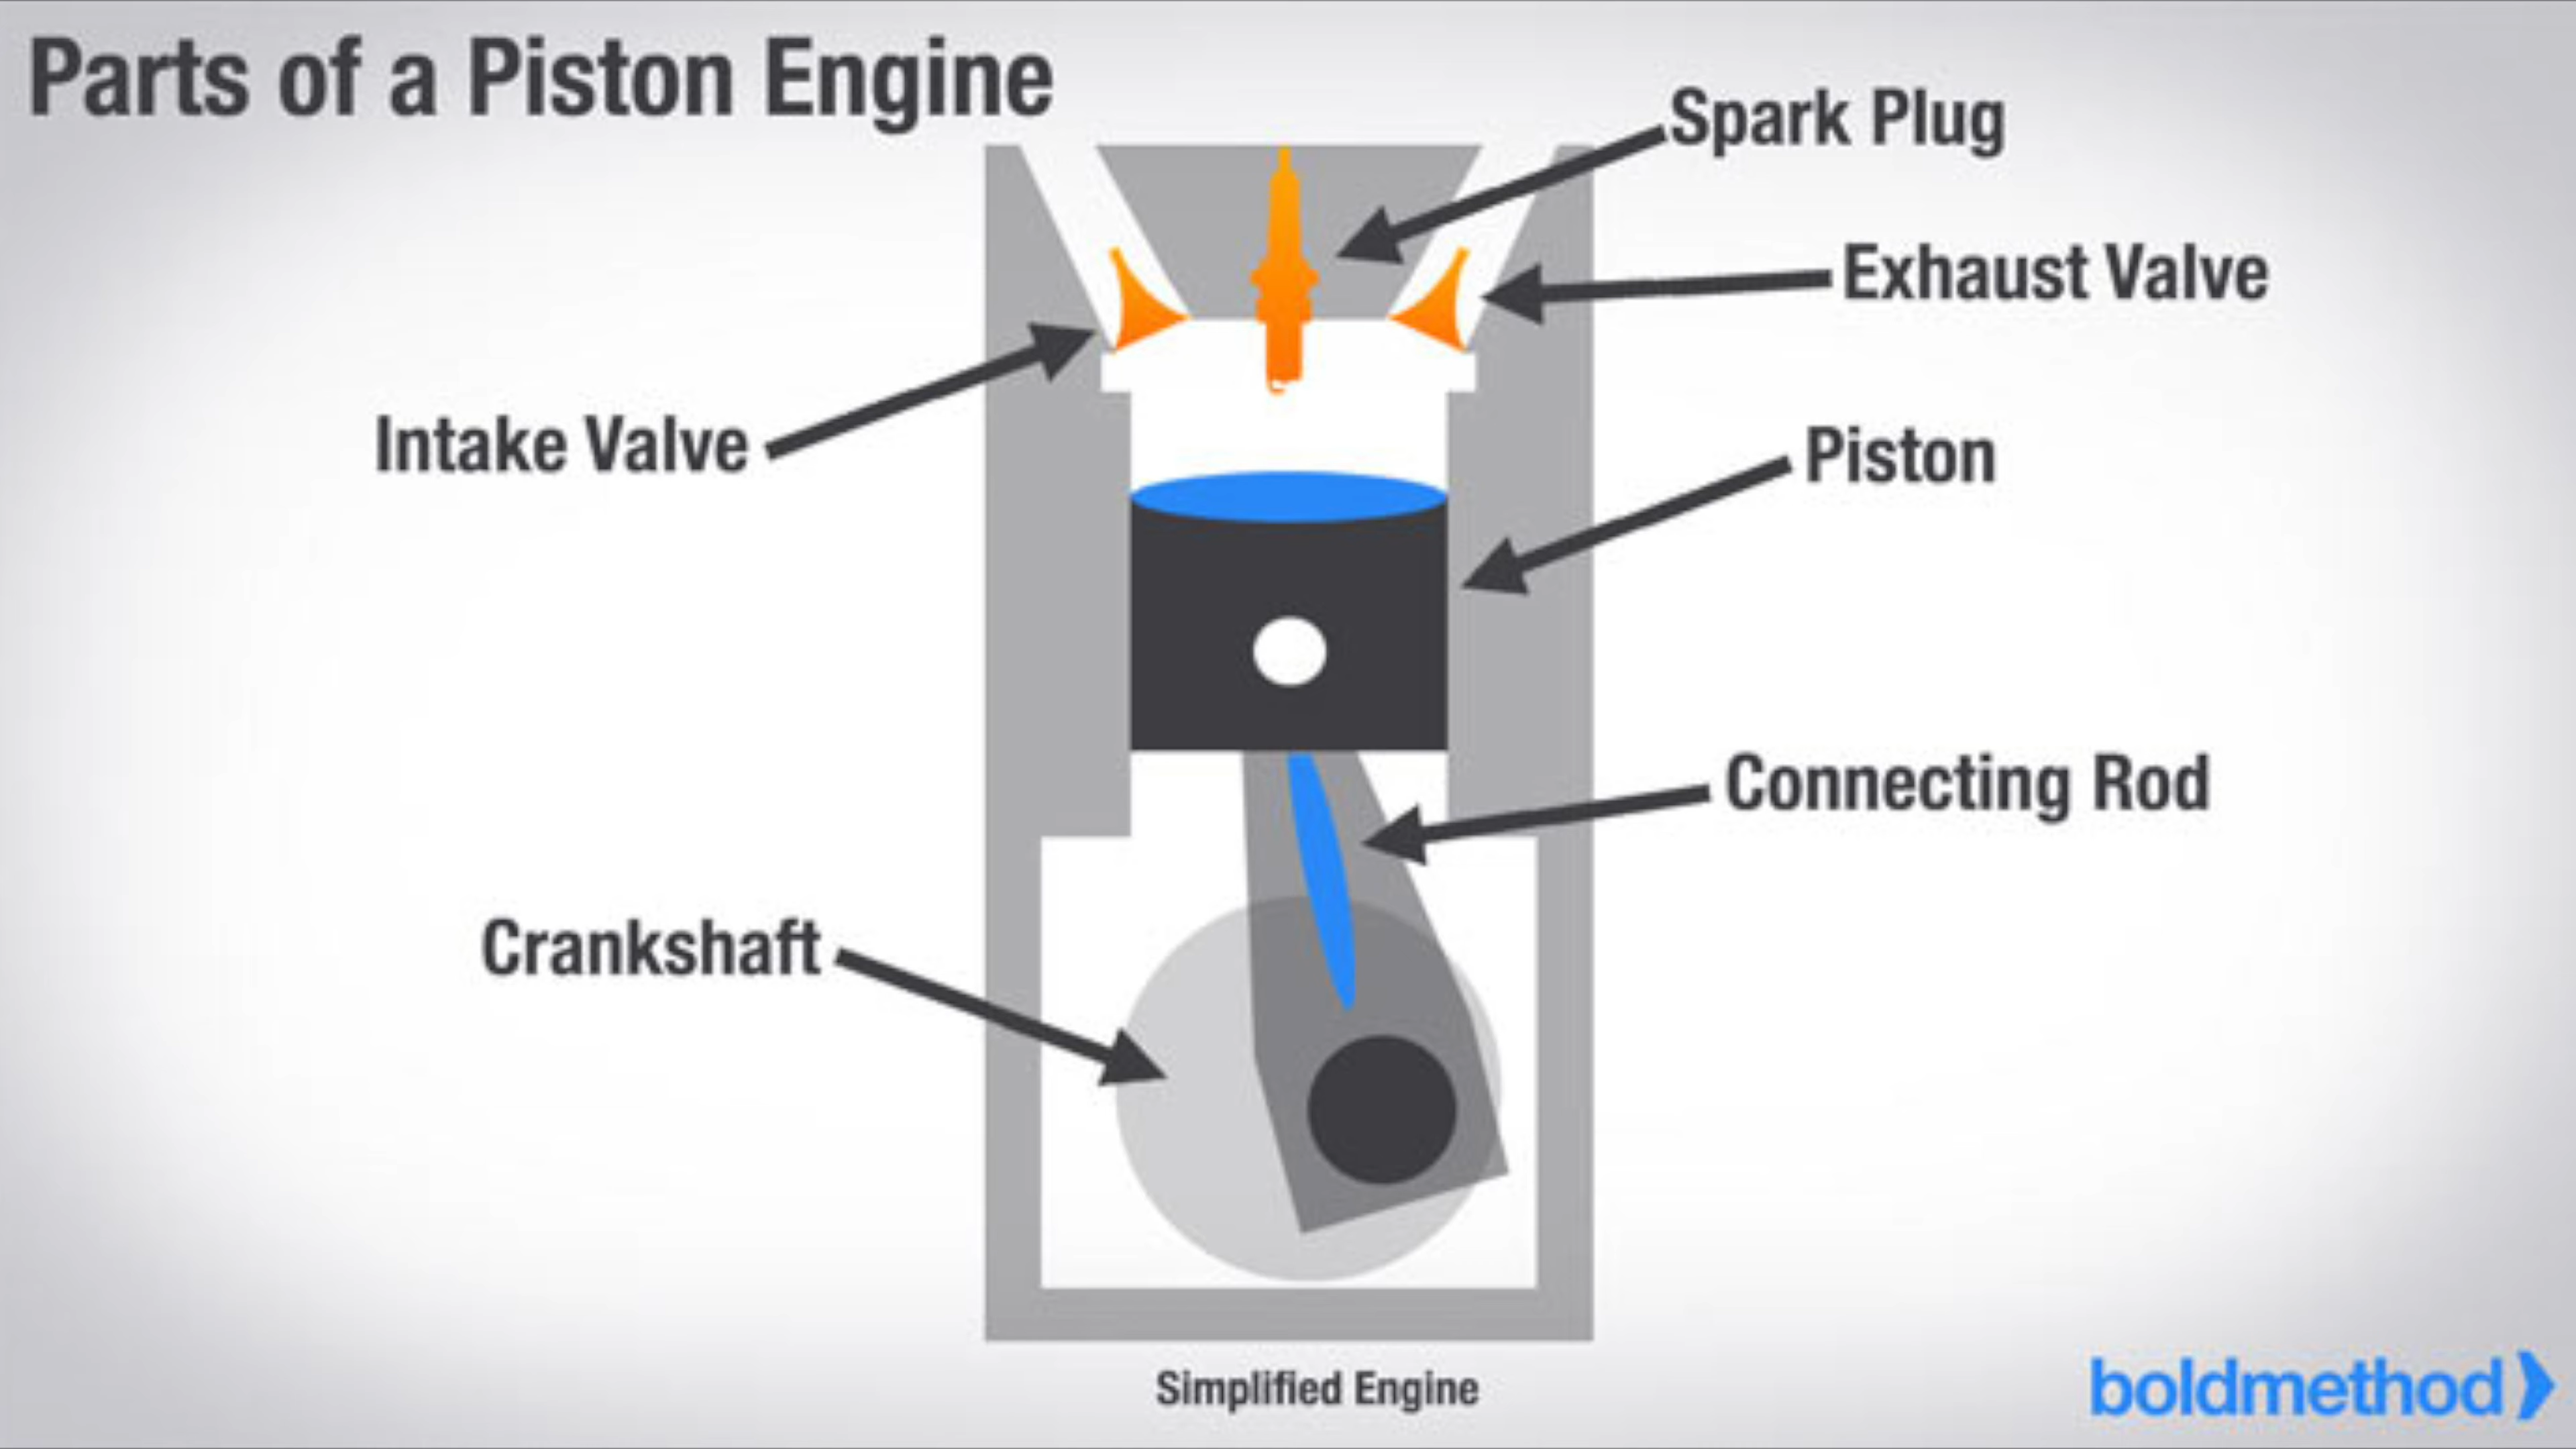 Parts of a Piston Engine
Spark Plug
Exhaust Valve
Intake Valve
Piston
Connecting Rod
Crankshaft
Simplified Engine
boldmethod